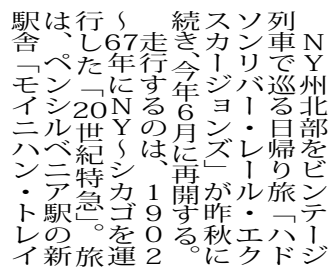 ＮＹ州北部をビンテージ
列車で巡る日帰り旅「ハド
ソンリバー・レール・エク
スカージョンズ」が昨秋に
続き、今年６月に再開する。
走行するのは、１９０２
～67年にＮＹ～シカゴを運
行した「20世紀特急」。旅
は、ペンシルベニア駅の新
駅舎「モイニハン・トレイ